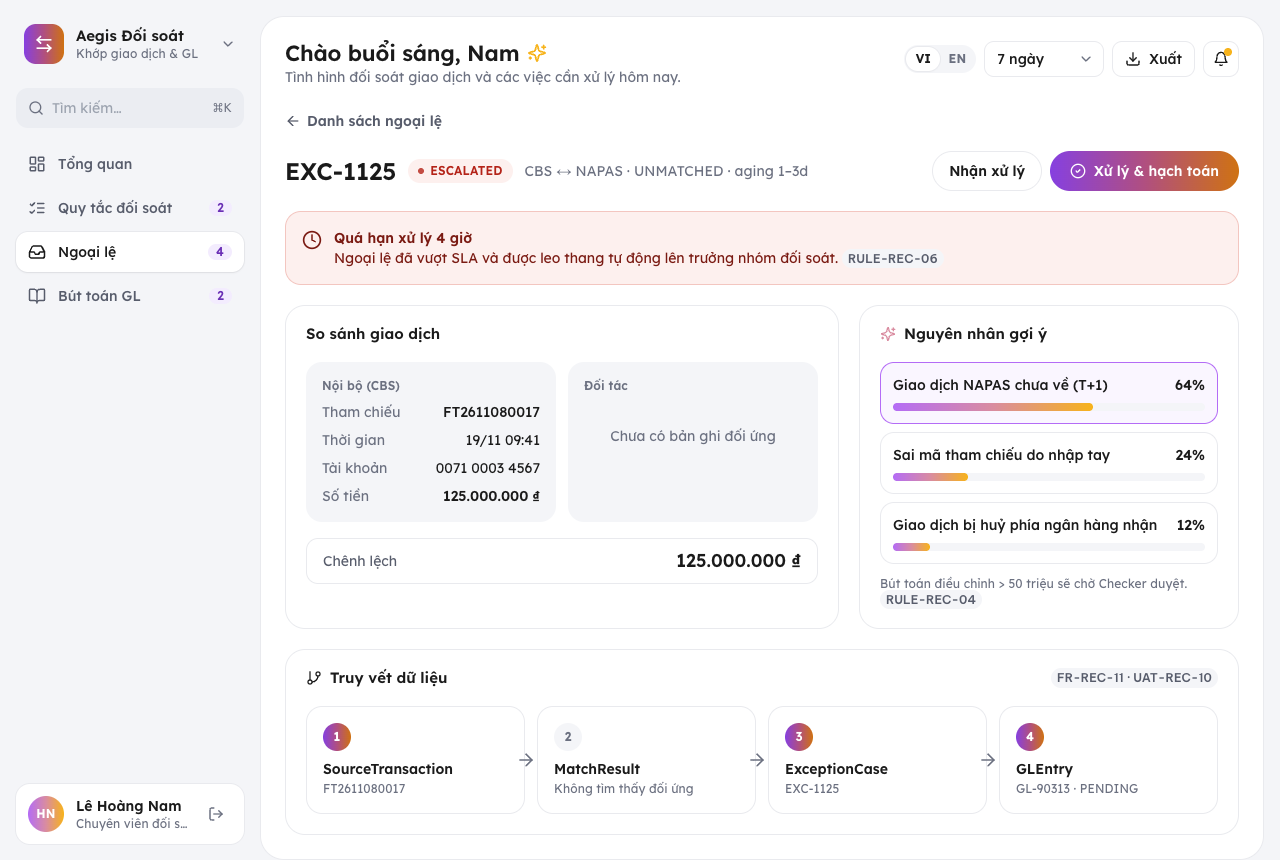 Aegis Đối soát
Khớp giao dịch & GL
Tìm kiếm...
⌘K
Tổng quan
Quy tắc đối soát 2
Ngoại lệ 4
Bút toán GL 2
HN
Lê Hoàng Nam
Chuyên viên đối s...
Chào buổi sáng, Nam
Tình hình đối soát giao dịch và các việc cần xử lý hôm nay.
VI EN
7 ngày
Xuất
← Danh sách ngoại lệ
EXC-1125
ESCALATED
CBS ↔ NAPAS · UNMATCHED · aging 1–3d
Nhận xử lý
Xử lý & hạch toán
Quá hạn xử lý 4 giờ
Ngoại lệ đã vượt SLA và được leo thang tự động lên trưởng nhóm đối soát. RULE-REC-06
So sánh giao dịch
Nội bộ (CBS)
Tham chiếu FT2611080017
Thời gian 19/11 09:41
Tài khoản 0071 0003 4567
Số tiền 125.000.000 ₫
Đối tác
Chưa có bản ghi đối ứng
Chênh lệch 125.000.000 ₫
Nguyên nhân gợi ý
Giao dịch NAPAS chưa về (T+1) 64%
Sai mã tham chiếu do nhập tay 24%
Giao dịch bị huỷ phía ngân hàng nhận 12%
Bút toán điều chỉnh > 50 triệu sẽ chờ Checker duyệt.
RULE-REC-04
Truy vết dữ liệu
FR-REC-11 · UAT-REC-10
1
SourceTransaction
FT2611080017
2
MatchResult
Không tìm thấy đối ứng
3
ExceptionCase
EXC-1125
4
GLEntry
GL-90313 · PENDING